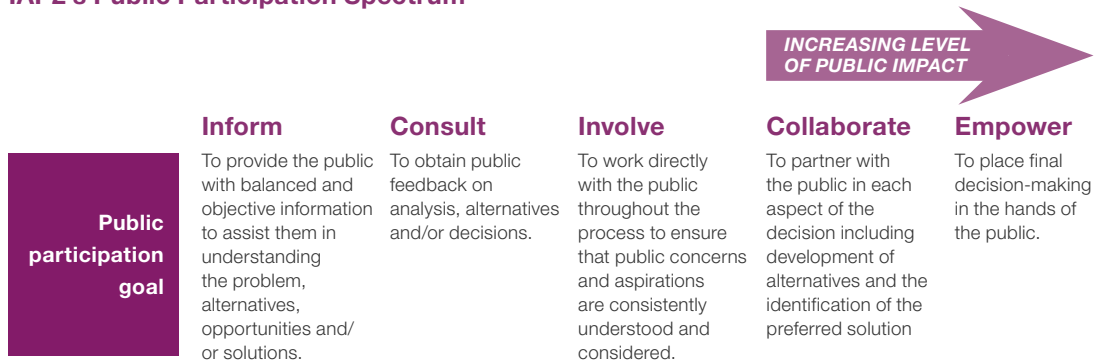 IAP2's Public Participation Spectrum
INCREASING LEVEL
OF PUBLIC IMPACT
Inform
Consult
Involve
Collaborate
Empower
Public
participation
goal
To provide the public
with balanced and
objective information
to assist them in
understanding
the problem,
alternatives,
opportunities and/
or solutions.
To obtain public
feedback on
analysis, alternatives
and/or decisions.
To work directly
with the public
throughout the
process to ensure
that public concerns
and aspirations
are consistently
understood and
considered.
To partner with
the public in each
aspect of the
decision including
development of
alternatives and the
identification of the
preferred solution
To place final
decision-making
in the hands of
the public.